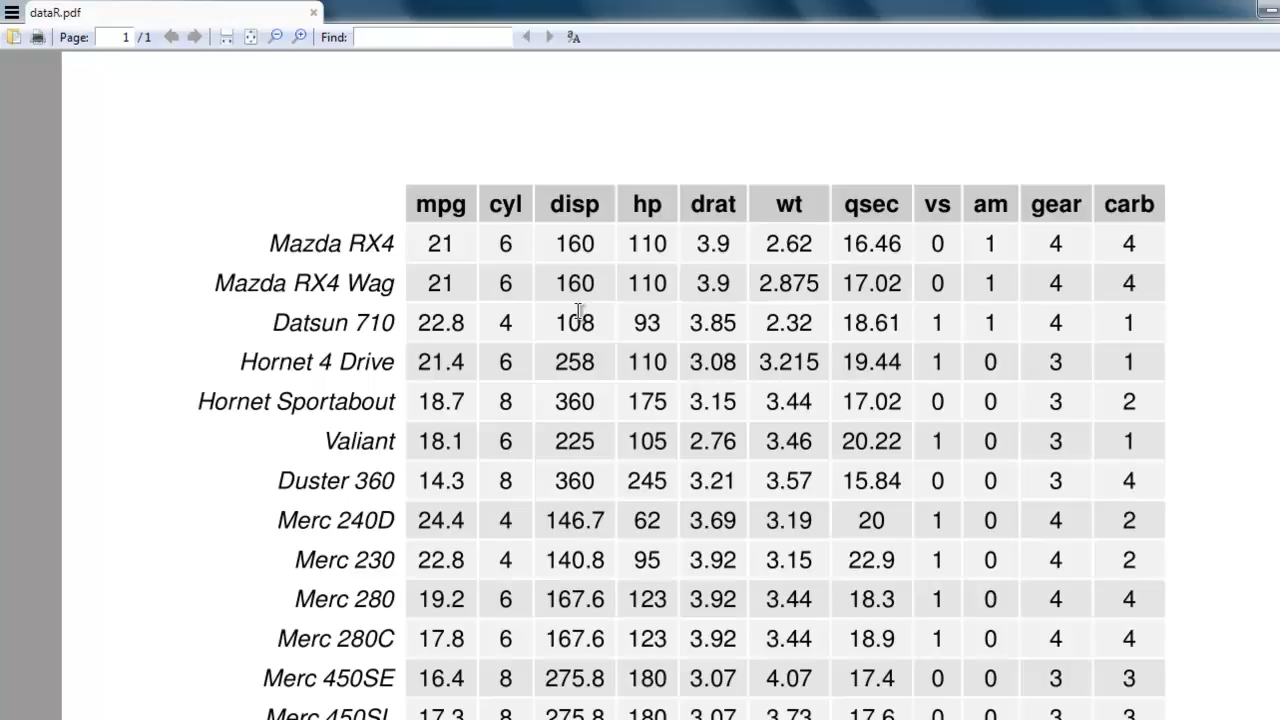 dataR.pdf
Page: 1 / 1 Find:
mpg cyl disp hp drat wt qsec vs am gear carb
Mazda RX4 21 6 160 110 3.9 2.62 16.46 0 1 4 4
Mazda RX4 Wag 21 6 160 110 3.9 2.875 17.02 0 1 4 4
Datsun 710 22.8 4 108 93 3.85 2.32 18.61 1 1 4 1
Hornet 4 Drive 21.4 6 258 110 3.08 3.215 19.44 1 0 3 1
Hornet Sportabout 18.7 8 360 175 3.15 3.44 17.02 0 0 3 2
Valiant 18.1 6 225 105 2.76 3.46 20.22 1 0 3 1
Duster 360 14.3 8 360 245 3.21 3.57 15.84 0 0 3 4
Merc 240D 24.4 4 146.7 62 3.69 3.19 20 1 0 4 2
Merc 230 22.8 4 140.8 95 3.92 3.15 22.9 1 0 4 2
Merc 280 19.2 6 167.6 123 3.92 3.44 18.3 1 0 4 4
Merc 280C 17.8 6 167.6 123 3.92 3.44 18.9 1 0 4 4
Merc 450SE 16.4 8 275.8 180 3.07 4.07 17.4 0 0 3 3
Merc 450SL 17.3 8 275.8 180 3.07 3.73 17.6 0 0 3 3